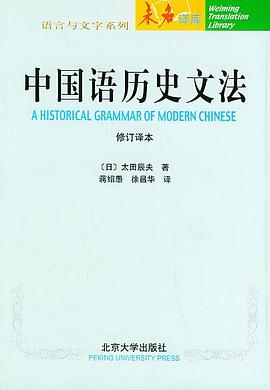 语言与文字系列
未名译库
Weiming
Translation
Library
中国语历史文法
A HISTORICAL GRAMMAR OF MODERN CHINESE
修订译本
〔日〕太田辰夫 著
蒋绍愚 徐昌华 译
北京大学出版社
PEKING UNIVERSITY PRESS